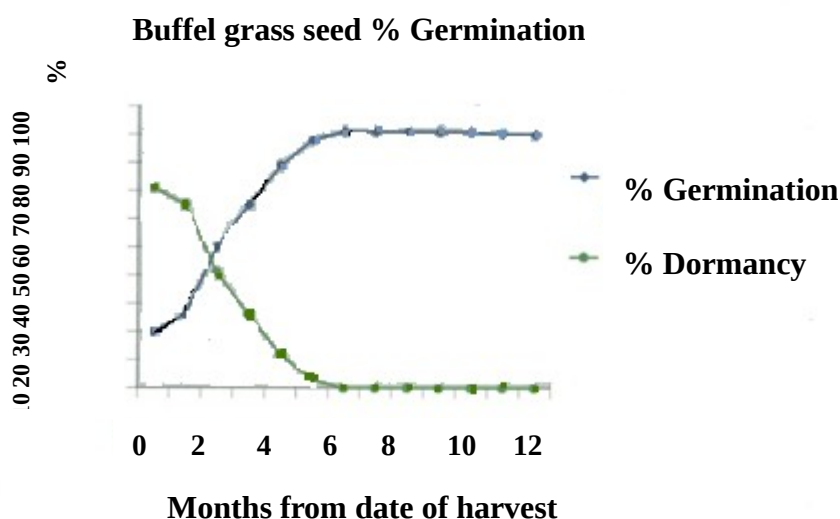 Buffel grass seed % Germination
%
20 30 40 50 60 70 80 90 100
% Germination
% Dormancy
0 2 4 6 8 10 12
Months from date of harvest